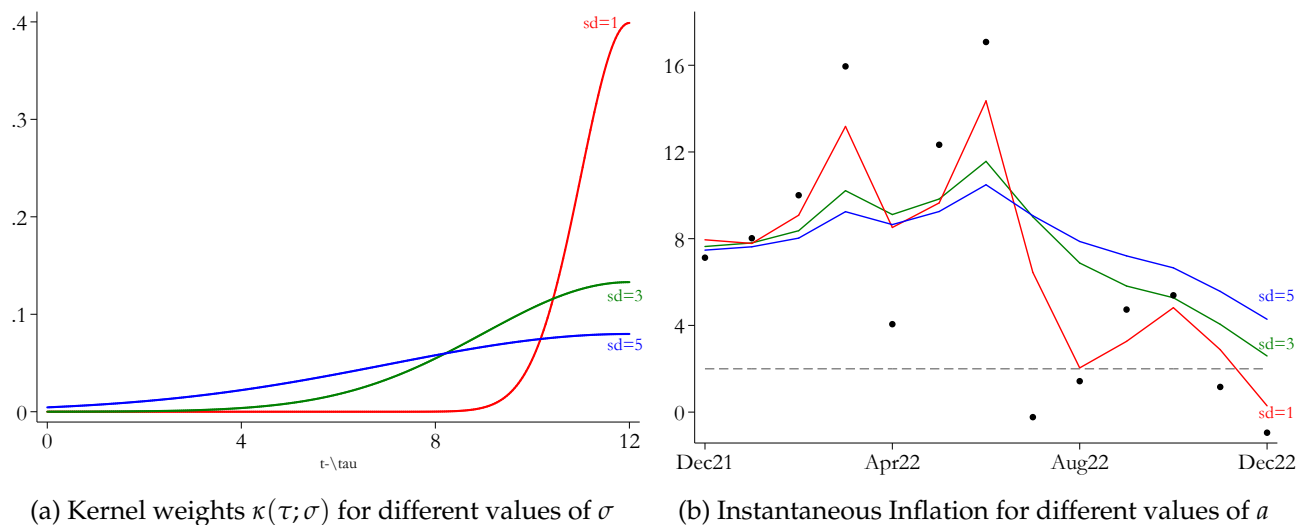 .4
.3
.2
.1
0
sd=1
sd=3
sd=5
0
4
8
12
t-\tau
(a) Kernel weights κ(τ;σ) for different values of σ
16
12
8
4
0
sd=5
sd=3
sd=1
Dec21
Apr22
Aug22
Dec22
(b) Instantaneous Inflation for different values of a